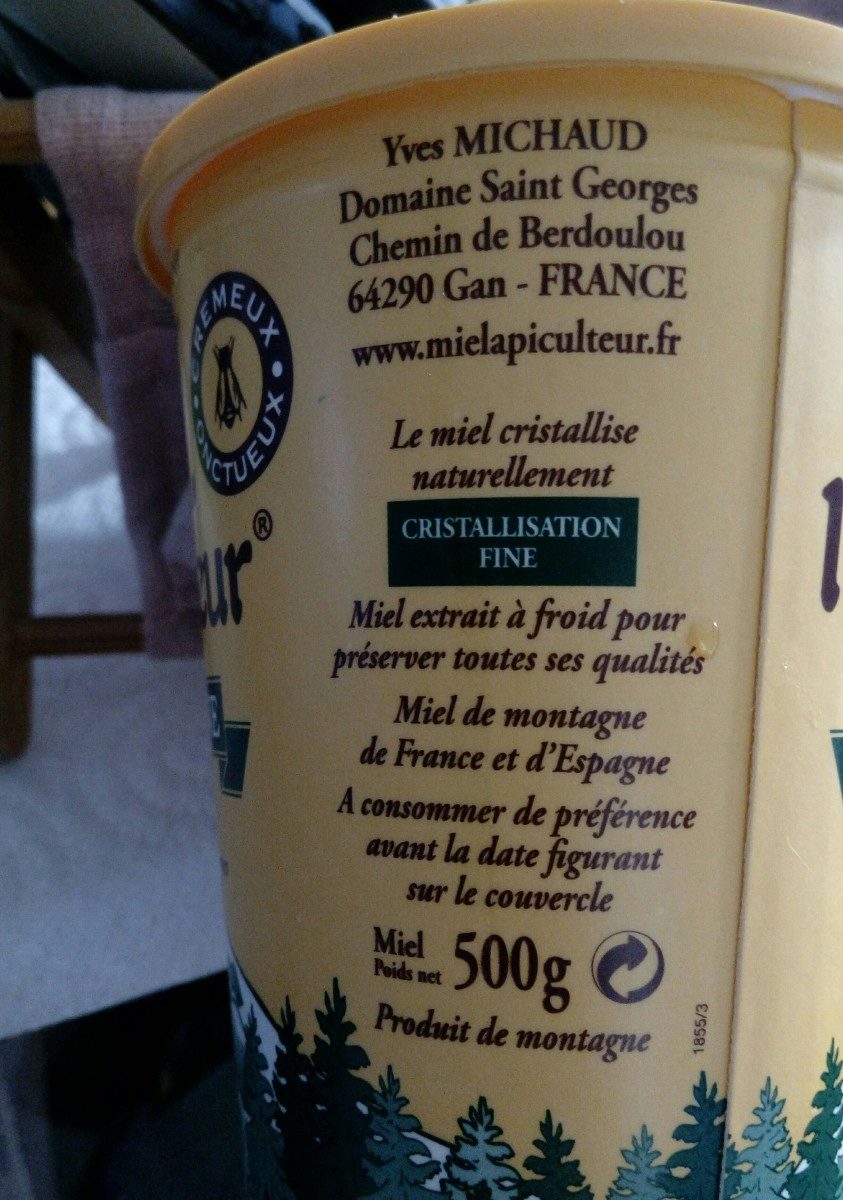 Yves MICHAUD
Domaine Saint Georges
Chemin de Berdoulou
64290 Gan - FRANCE
www.mielapiculteur.fr
CREMEUX • ONCTUEUX •
Le miel cristallise
naturellement
CRISTALLISATION
FINE
eur®
Miel extrait à froid pour
préserver toutes ses qualités
Miel de montagne
de France et d'Espagne
A consommer de préférence
avant la date figurant
sur le couvercle
Miel
Poids net 500g
Produit de montagne
1855/3